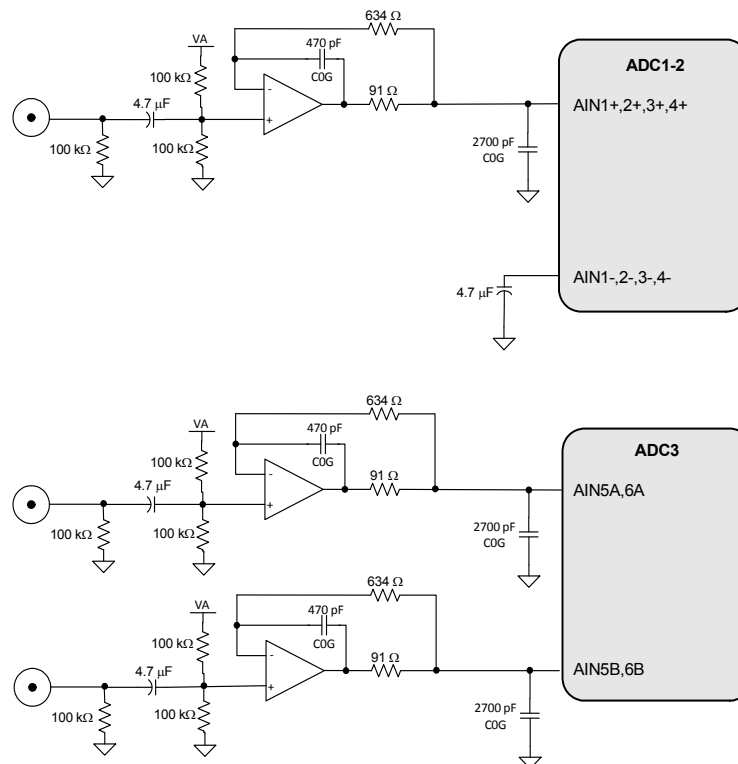 634 Ω
470 pF
C0G
VA
100 kΩ
4.7 µF
-
+
91 Ω
100 kΩ
100 kΩ
2700 pF
C0G
ADC1-2
AIN1+,2+,3+,4+
4.7 µF
AIN1-,2-,3-,4-
634 Ω
470 pF
C0G
VA
100 kΩ
4.7 µF
-
+
91 Ω
100 kΩ
100 kΩ
2700 pF
C0G
ADC3
AIN5A,6A
634 Ω
470 pF
C0G
VA
100 kΩ
4.7 µF
-
+
91 Ω
100 kΩ
100 kΩ
2700 pF
C0G
AIN5B,6B